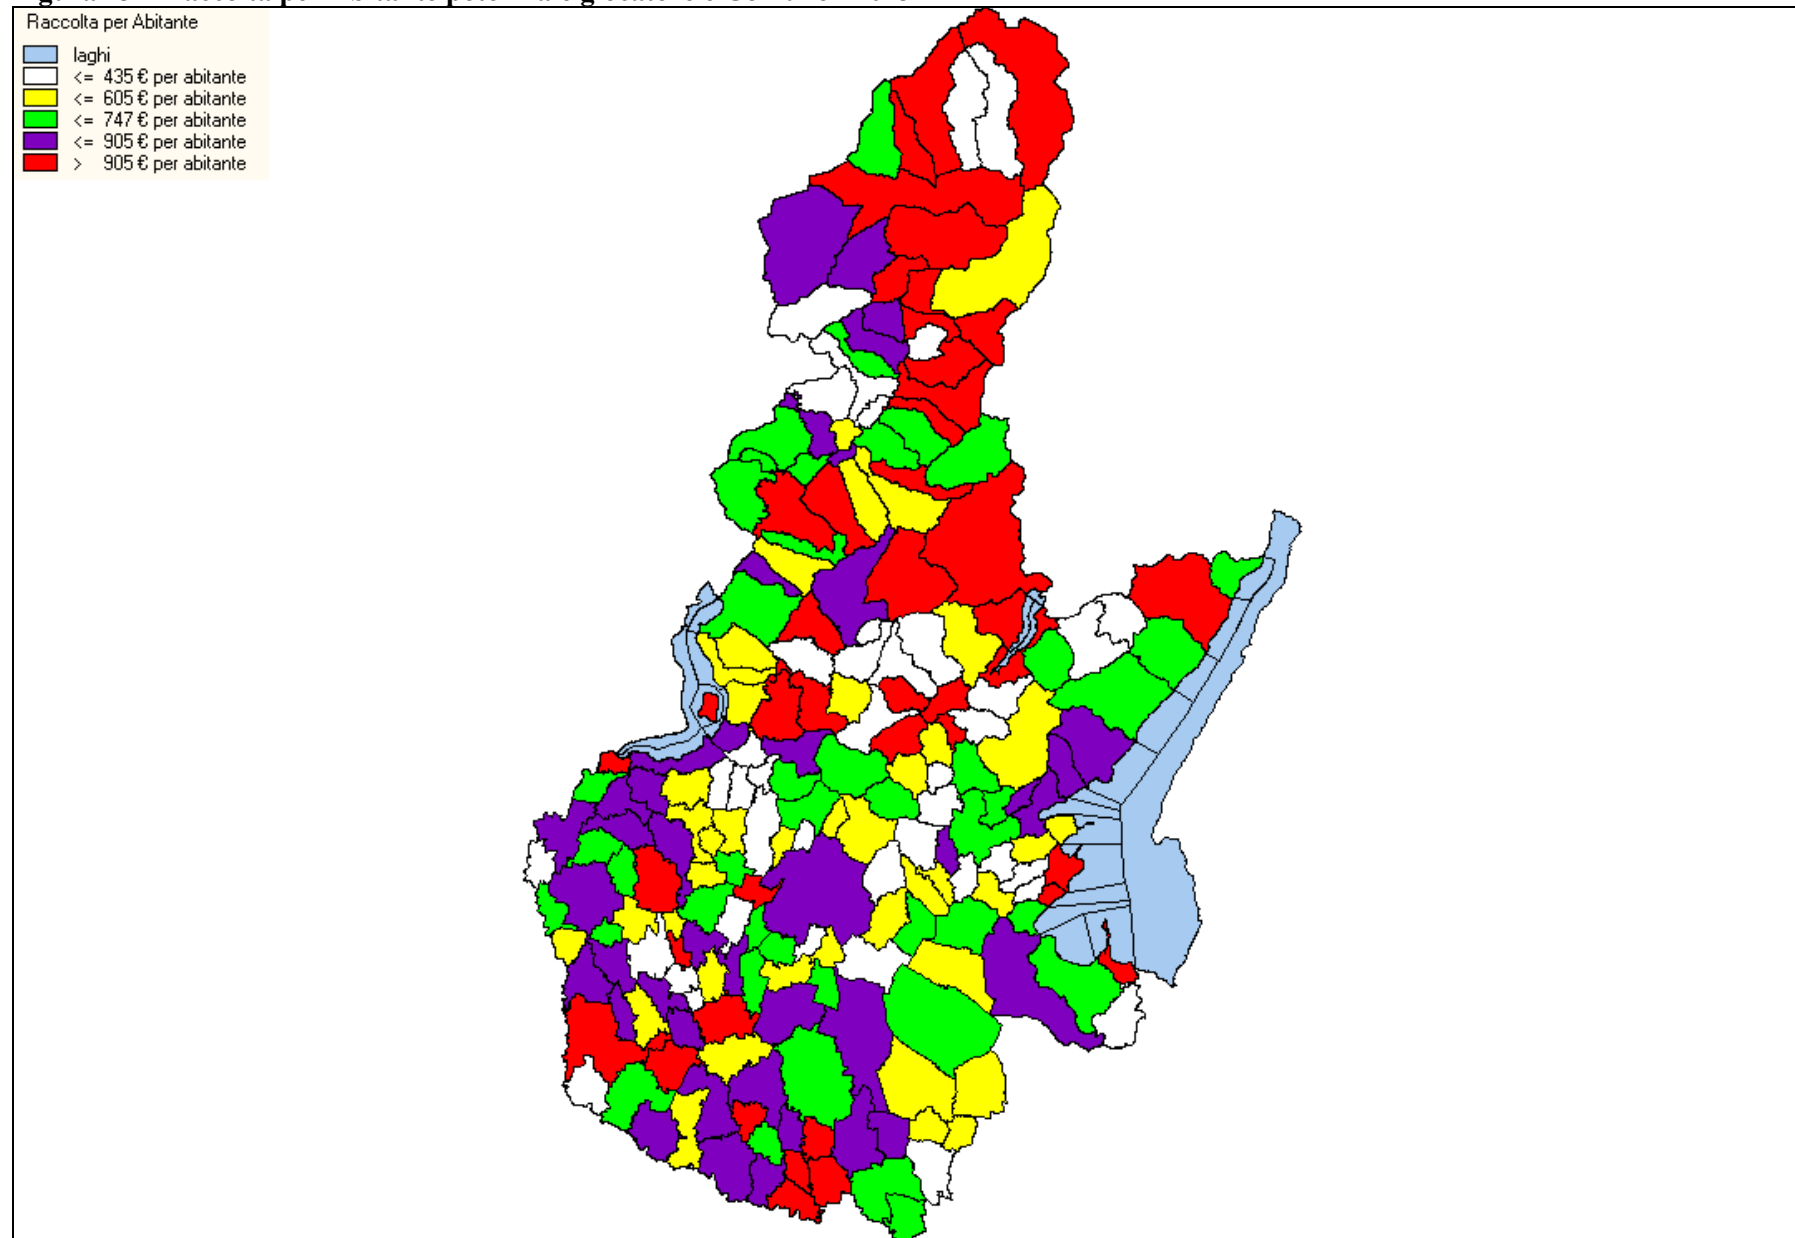 Raccolta per Abitante
laghi
<= 435 € per abitante
<= 605 € per abitante
<= 747 € per abitante
<= 905 € per abitante
> 905 € per abitante